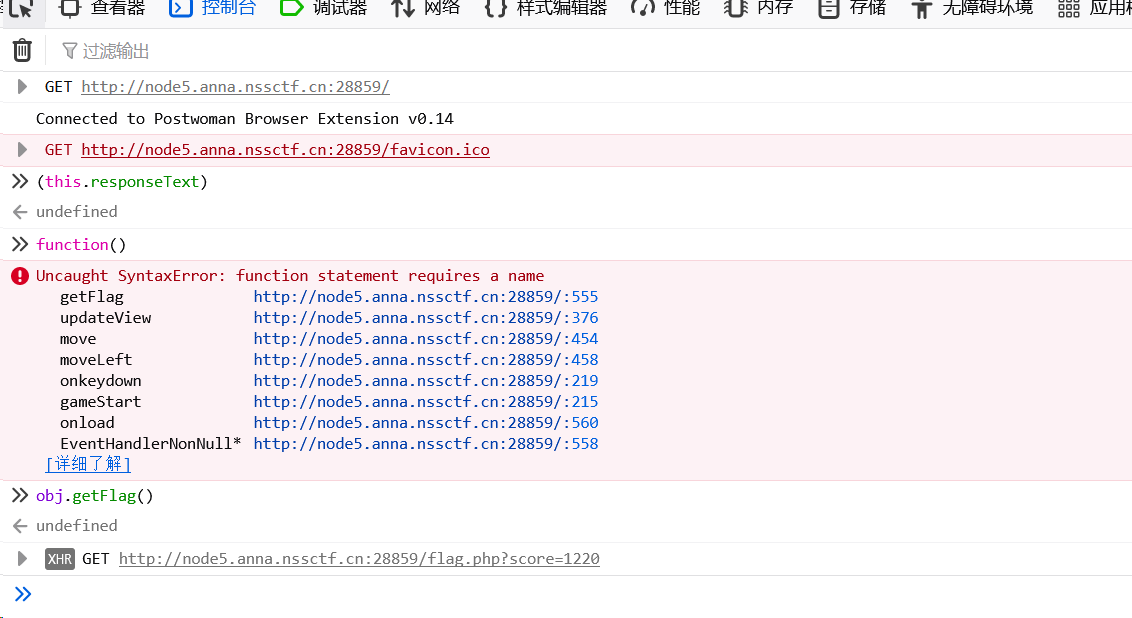 查看器 控制台 调试器 网络 样式编辑器 性能 内存 存储 无障碍环境 应用
过滤输出
GET http://node5.anna.nssctf.cn:28859/
Connected to Postwoman Browser Extension v0.14
GET http://node5.anna.nssctf.cn:28859/favicon.ico
(this.responseText)
undefined
function()
Uncaught SyntaxError: function statement requires a name
getFlag http://node5.anna.nssctf.cn:28859/:555
updateView http://node5.anna.nssctf.cn:28859/:376
move http://node5.anna.nssctf.cn:28859/:454
moveLeft http://node5.anna.nssctf.cn:28859/:458
onkeydown http://node5.anna.nssctf.cn:28859/:219
gameStart http://node5.anna.nssctf.cn:28859/:215
onload http://node5.anna.nssctf.cn:28859/:560
EventHandlerNonNull* http://node5.anna.nssctf.cn:28859/:558
[详细了解]
obj.getFlag()
undefined
XHR GET http://node5.anna.nssctf.cn:28859/flag.php?score=1220